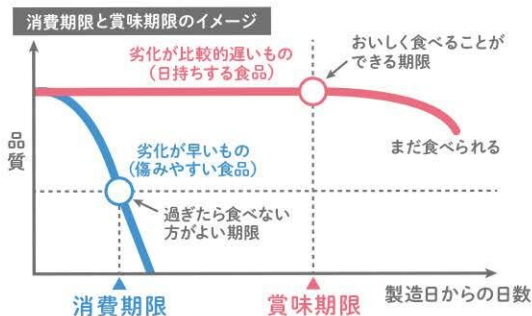 消費期限と賞味期限のイメージ
劣化が比較的遅いもの
(日持ちする食品)
おいしく食べることが
できる期限
品質
劣化が早いもの
(傷みやすい食品)
まだ食べられる
過ぎたら食べない
方がよい期限
消費期限
賞味期限
製造日からの日数